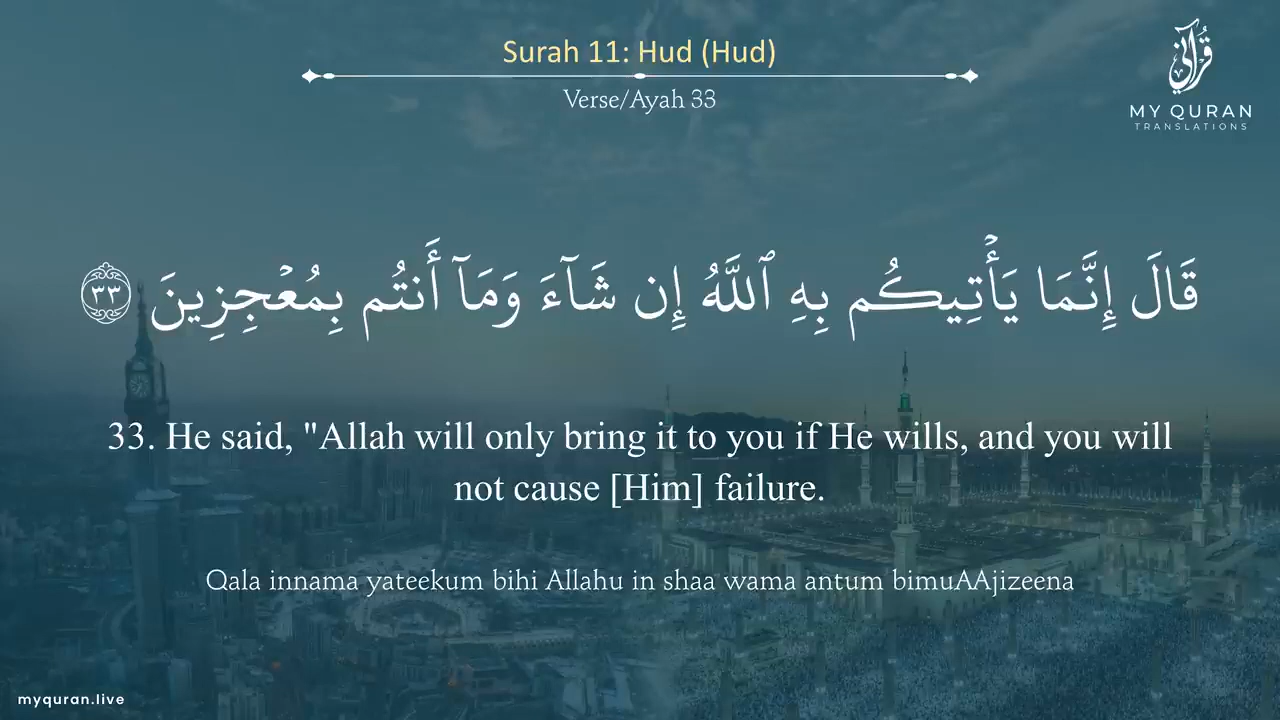 Surah 11: Hud (Hud)
Verse/Ayah 33
قرآني
MY QURAN
TRANSLATIONS
قَالَ إِنَّمَا يَأْتِيكُم بِهِ ٱللَّهُ إِن شَآءَ وَمَآ أَنتُم بِمُعْجِزِينَ ٣٣
33. He said, "Allah will only bring it to you if He wills, and you will
not cause [Him] failure.
Qala innama yateekum bihi Allahu in shaa wama antum bimuAAjizeena
myquran.live